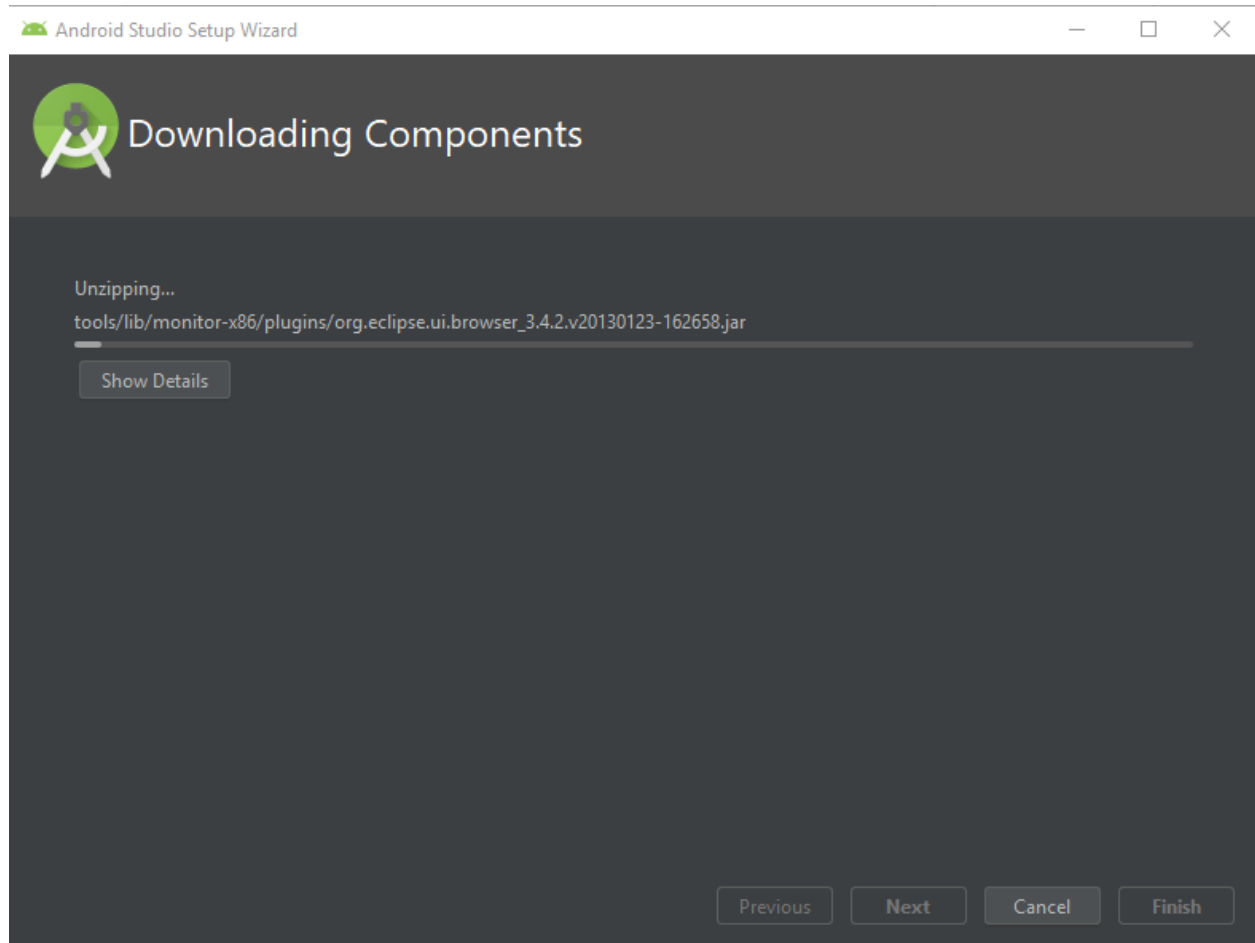 Android Studio Setup Wizard
Downloading Components
Unzipping...
tools/lib/monitor-x86/plugins/org.eclipse.ui.browser_3.4.2.v20130123-162658.jar
Show Details
Previous
Next
Cancel
Finish